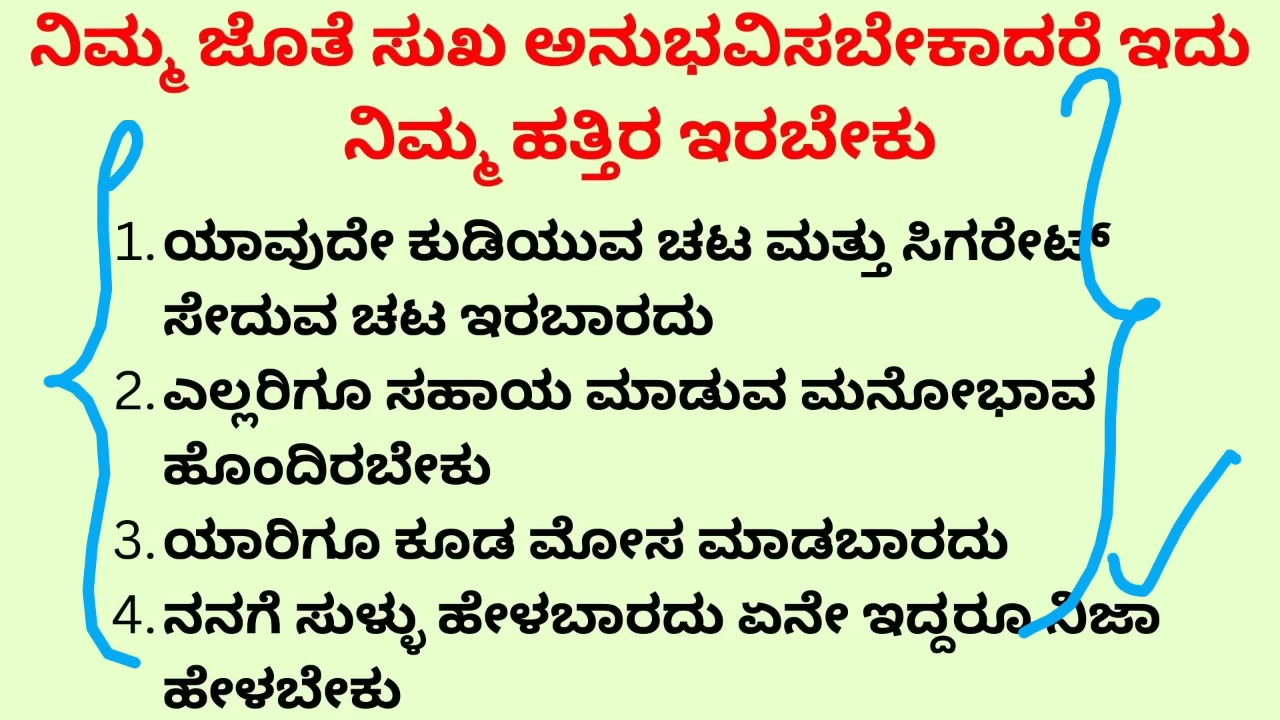 ನಿಮ್ಮ ಜೊತೆ ಸುಖ ಅನುಭವಿಸಬೇಕಾದರೆ ಇದು
ನಿಮ್ಮ ಹತ್ತಿರ ಇರಬೇಕು
1. ಯಾವುದೇ ಕುಡಿಯುವ ಚಟ ಮತ್ತು ಸಿಗರೇಟ್
ಸೇದುವ ಚಟ ಇರಬಾರದು
2. ಎಲ್ಲರಿಗೂ ಸಹಾಯ ಮಾಡುವ ಮನೋಭಾವ
ಹೊಂದಿರಬೇಕು
3. ಯಾರಿಗೂ ಕೂಡ ಮೋಸ ಮಾಡಬಾರದು
4. ನನಗೆ ಸುಳ್ಳು ಹೇಳಬಾರದು ಏನೇ ಇದ್ದರೂ ನಿಜಾ
ಹೇಳಬೇಕು